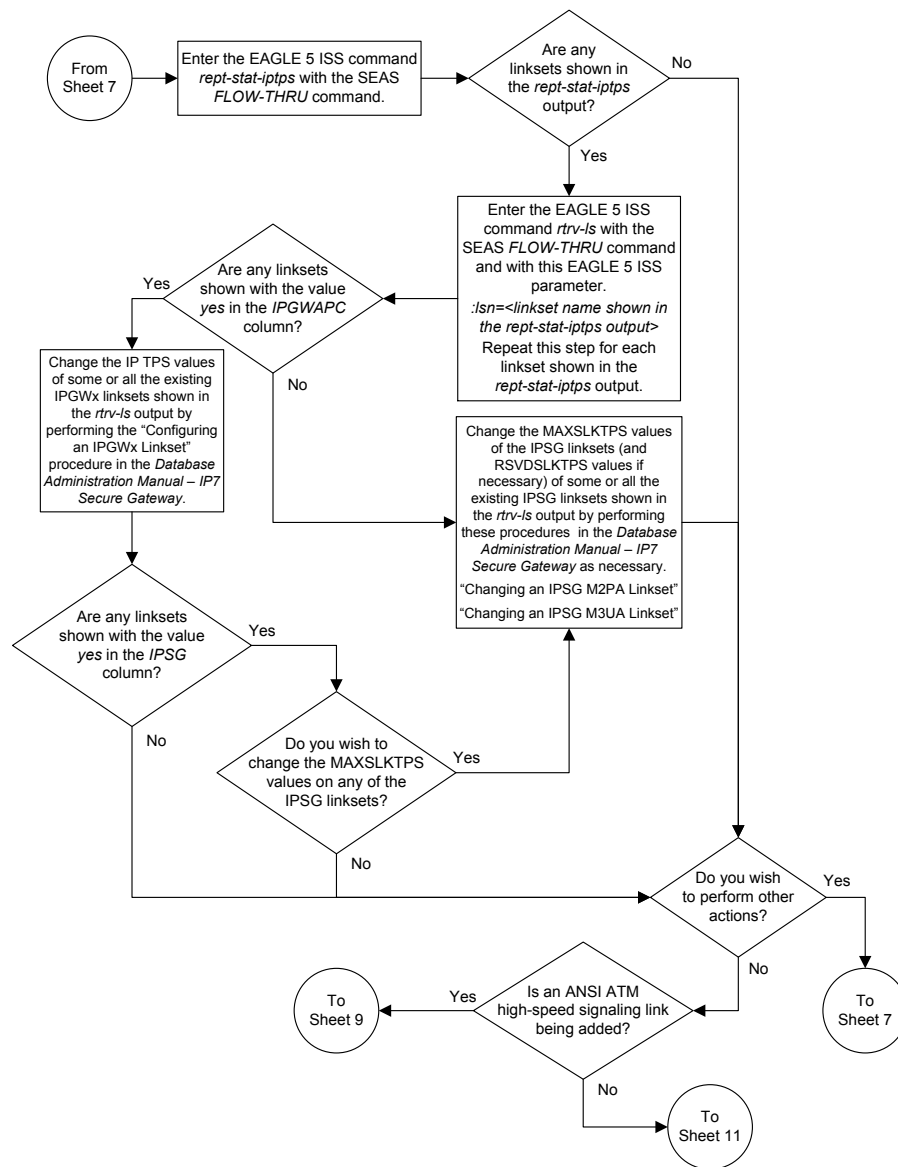 From
Sheet 7
Enter the EAGLE 5 ISS command
rept-stat-iptps with the SEAS
FLOW-THRU command.
Are any
linksets shown in
the rept-stat-iptps
output?
No
Yes
Enter the EAGLE 5 ISS
command rtrv-ls with the
SEAS FLOW-THRU command
and with this EAGLE 5 ISS
parameter.
:lsn=<linkset name shown in
the rept-stat-iptps output>
Repeat this step for each
linkset shown in the
rept-stat-iptps output.
Are any linksets
shown with the value
yes in the IPGWAPC
column?
Yes
No
Change the IP TPS values
of some or all the existing
IPGWx linksets shown in
the rtrv-ls output by
performing the “Configuring
an IPGWx Linkset”
procedure in the Database
Administration Manual – IP7
Secure Gateway.
Change the MAXSLKTPS values
of the IPSG linksets (and
RSVDSLKTPS values if
necessary) of some or all the
existing IPSG linksets shown in
the rtrv-ls output by performing
these procedures in the Database
Administration Manual – IP7
Secure Gateway as necessary.
“Changing an IPSG M2PA Linkset”
“Changing an IPSG M3UA Linkset”
Are any linksets
shown with the value
yes in the IPSG
column?
Yes
No
Do you wish to
change the MAXSLKTPS
values on any of the
IPSG linksets?
Yes
No
Do you wish
to perform other
actions?
Yes
No
To
Sheet 7
Is an ANSI ATM
high-speed signaling link
being added?
Yes
To
Sheet 9
No
To
Sheet 11